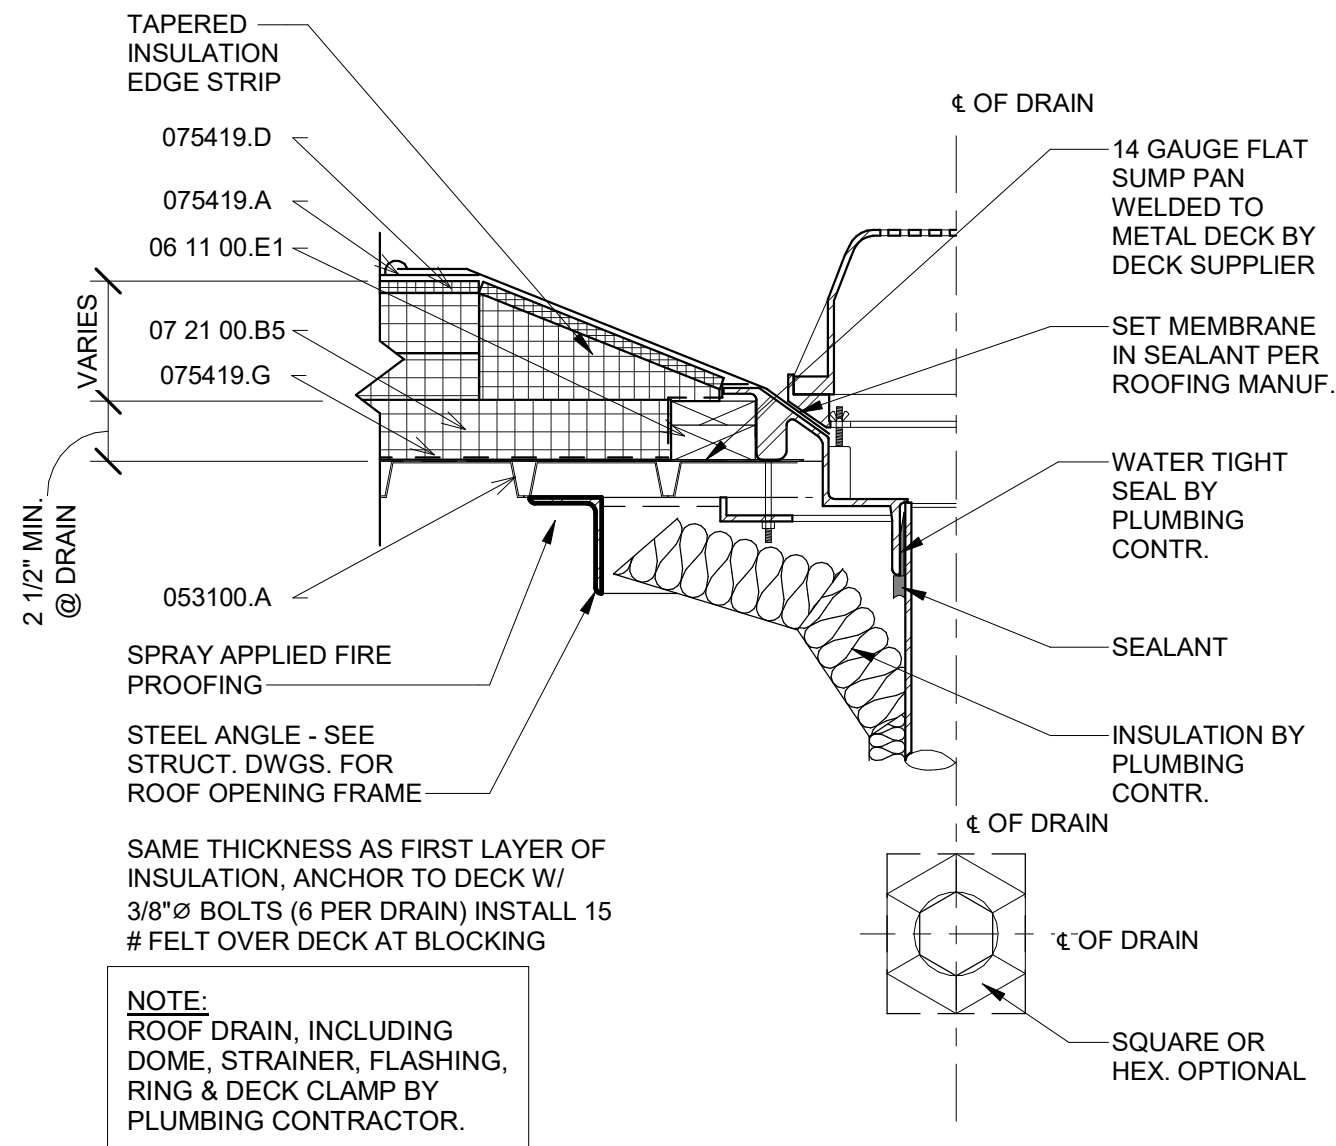 TAPERED
INSULATION
EDGE STRIP
075419.D
075419.A
06 11 00.E1
VARIES
07 21 00.B5
075419.G
2 1/2" MIN.
@ DRAIN
053100.A
SPRAY APPLIED FIRE
PROOFING
STEEL ANGLE - SEE
STRUCT. DWGS. FOR
ROOF OPENING FRAME
SAME THICKNESS AS FIRST LAYER OF
INSULATION, ANCHOR TO DECK W/
3/8"Ø BOLTS (6 PER DRAIN) INSTALL 15
# FELT OVER DECK AT BLOCKING
NOTE:
ROOF DRAIN, INCLUDING
DOME, STRAINER, FLASHING,
RING & DECK CLAMP BY
PLUMBING CONTRACTOR.
℄ OF DRAIN
14 GAUGE FLAT
SUMP PAN
WELDED TO
METAL DECK BY
DECK SUPPLIER
SET MEMBRANE
IN SEALANT PER
ROOFING MANUF.
WATER TIGHT
SEAL BY
PLUMBING
CONTR.
SEALANT
INSULATION BY
PLUMBING
CONTR.
℄ OF DRAIN
℄ OF DRAIN
SQUARE OR
HEX. OPTIONAL